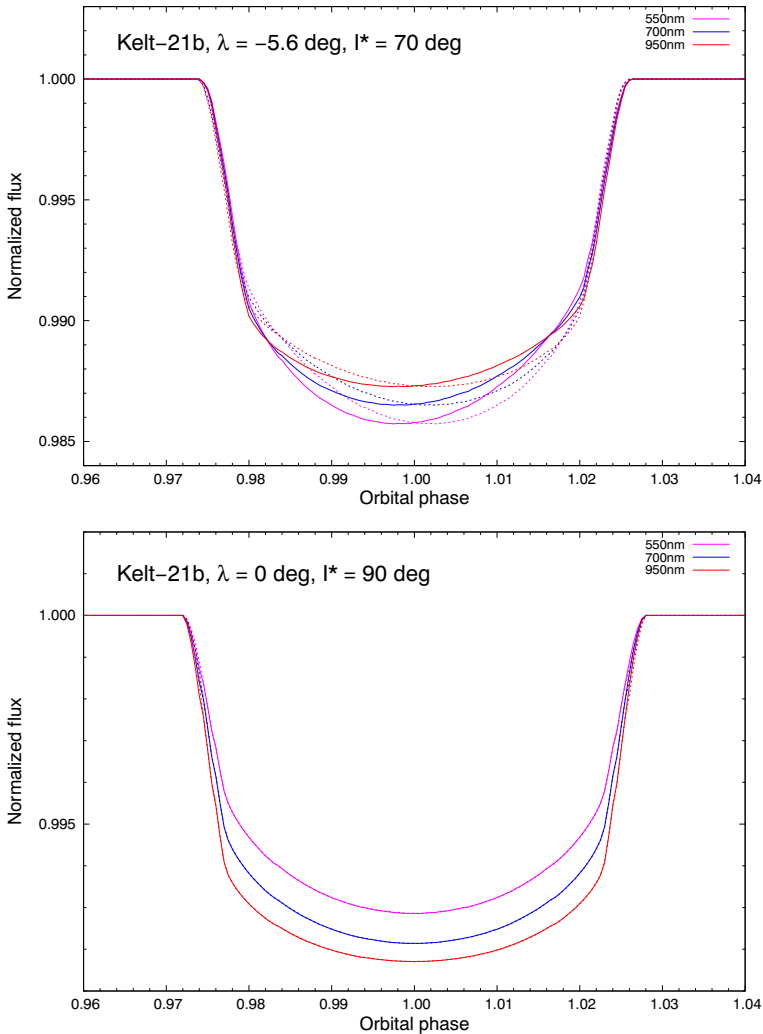 Kelt−21b, λ = −5.6 deg, I* = 70 deg
550nm
700nm
950nm
1.000
0.995
0.990
0.985
Normalized flux
0.96 0.97 0.98 0.99 1.00 1.01 1.02 1.03 1.04
Orbital phase
Kelt−21b, λ = 0 deg, I* = 90 deg
550nm
700nm
950nm
1.000
0.995
Normalized flux
0.96 0.97 0.98 0.99 1.00 1.01 1.02 1.03 1.04
Orbital phase